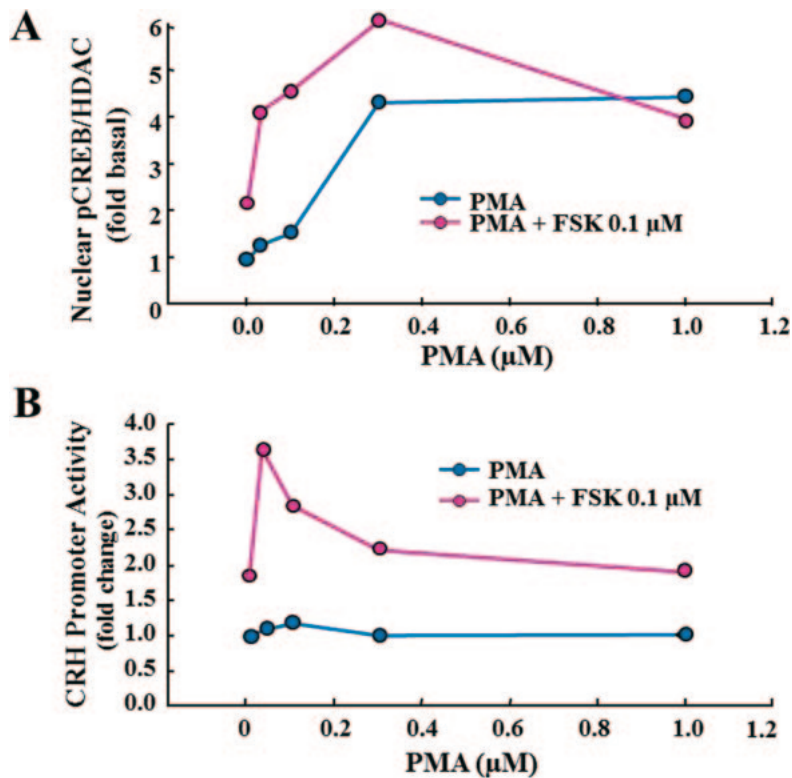 A
Nuclear pCREB/HDAC
(fold basal)
6
5
4
3
2
1
0
PMA
PMA + FSK 0.1 μM
0.0
0.2
0.4
0.6
0.8
1.0
1.2
PMA (μM)
B
CRH Promoter Activity
(fold change)
4.0
3.5
3.0
2.5
2.0
1.5
1.0
0.5
0.0
PMA
PMA + FSK 0.1 μM
0
0.2
0.4
0.6
0.8
1.0
1.2
PMA (μM)